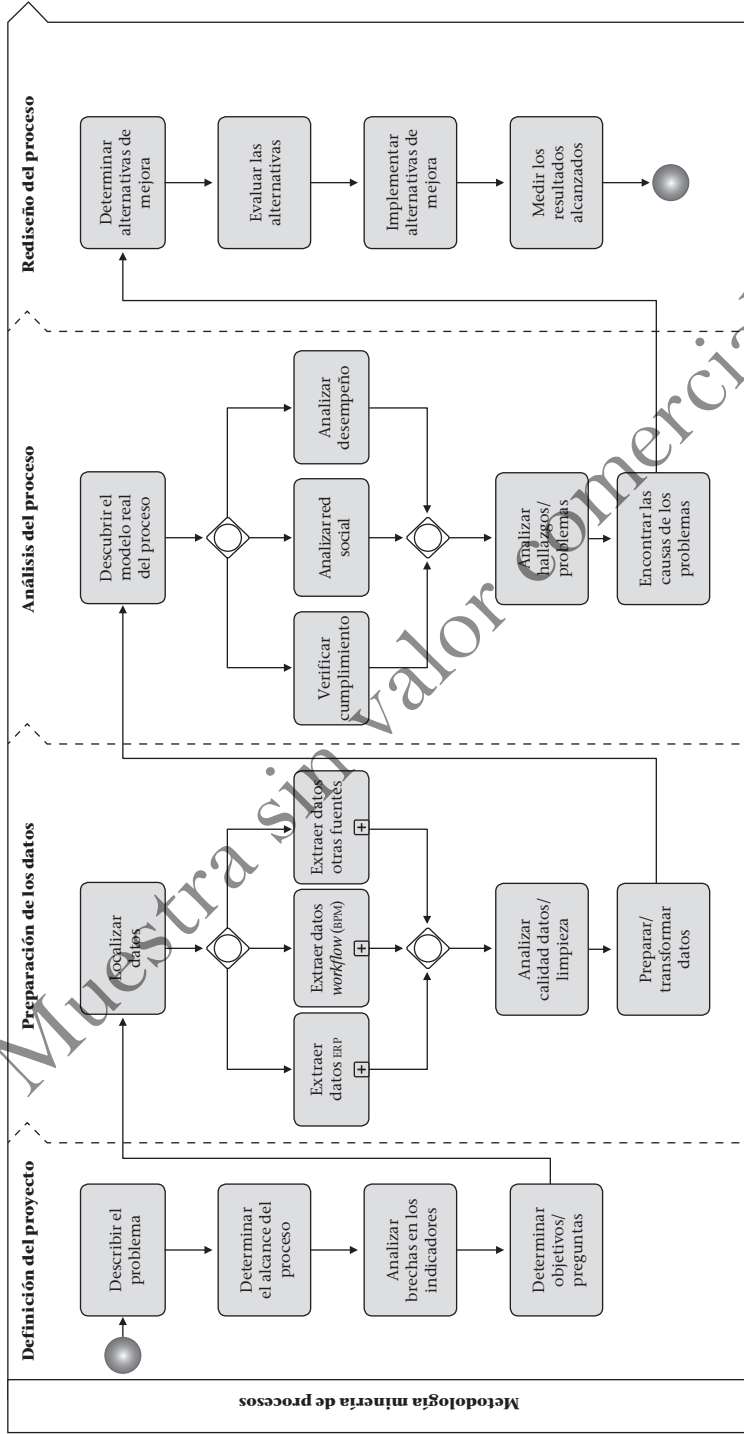 Metodología minería de procesos
Definición del proyecto
Describir el
problema
Determinar
el alcance del
proceso
Analizar
brechas en los
indicadores
Determinar
objetivos/
preguntas
Preparación de los datos
Localizar
datos
Extraer
datos ERP
Extraer datos
workflow (BPM)
Extraer datos
otras fuentes
Analizar
calidad datos/
limpieza
Preparar/
transformar
datos
Análisis del proceso
Descubrir el
modelo real
del proceso
Verificar
cumplimiento
Analizar red
social
Analizar
desempeño
Analizar
hallazgos/
problemas
Encontrar las
causas de los
problemas
Rediseño del proceso
Determinar
alternativas de
mejora
Evaluar las
alternativas
Implementar
alternativas de
mejora
Medir los
resultados
alcanzados
Muestra sin valor comercial